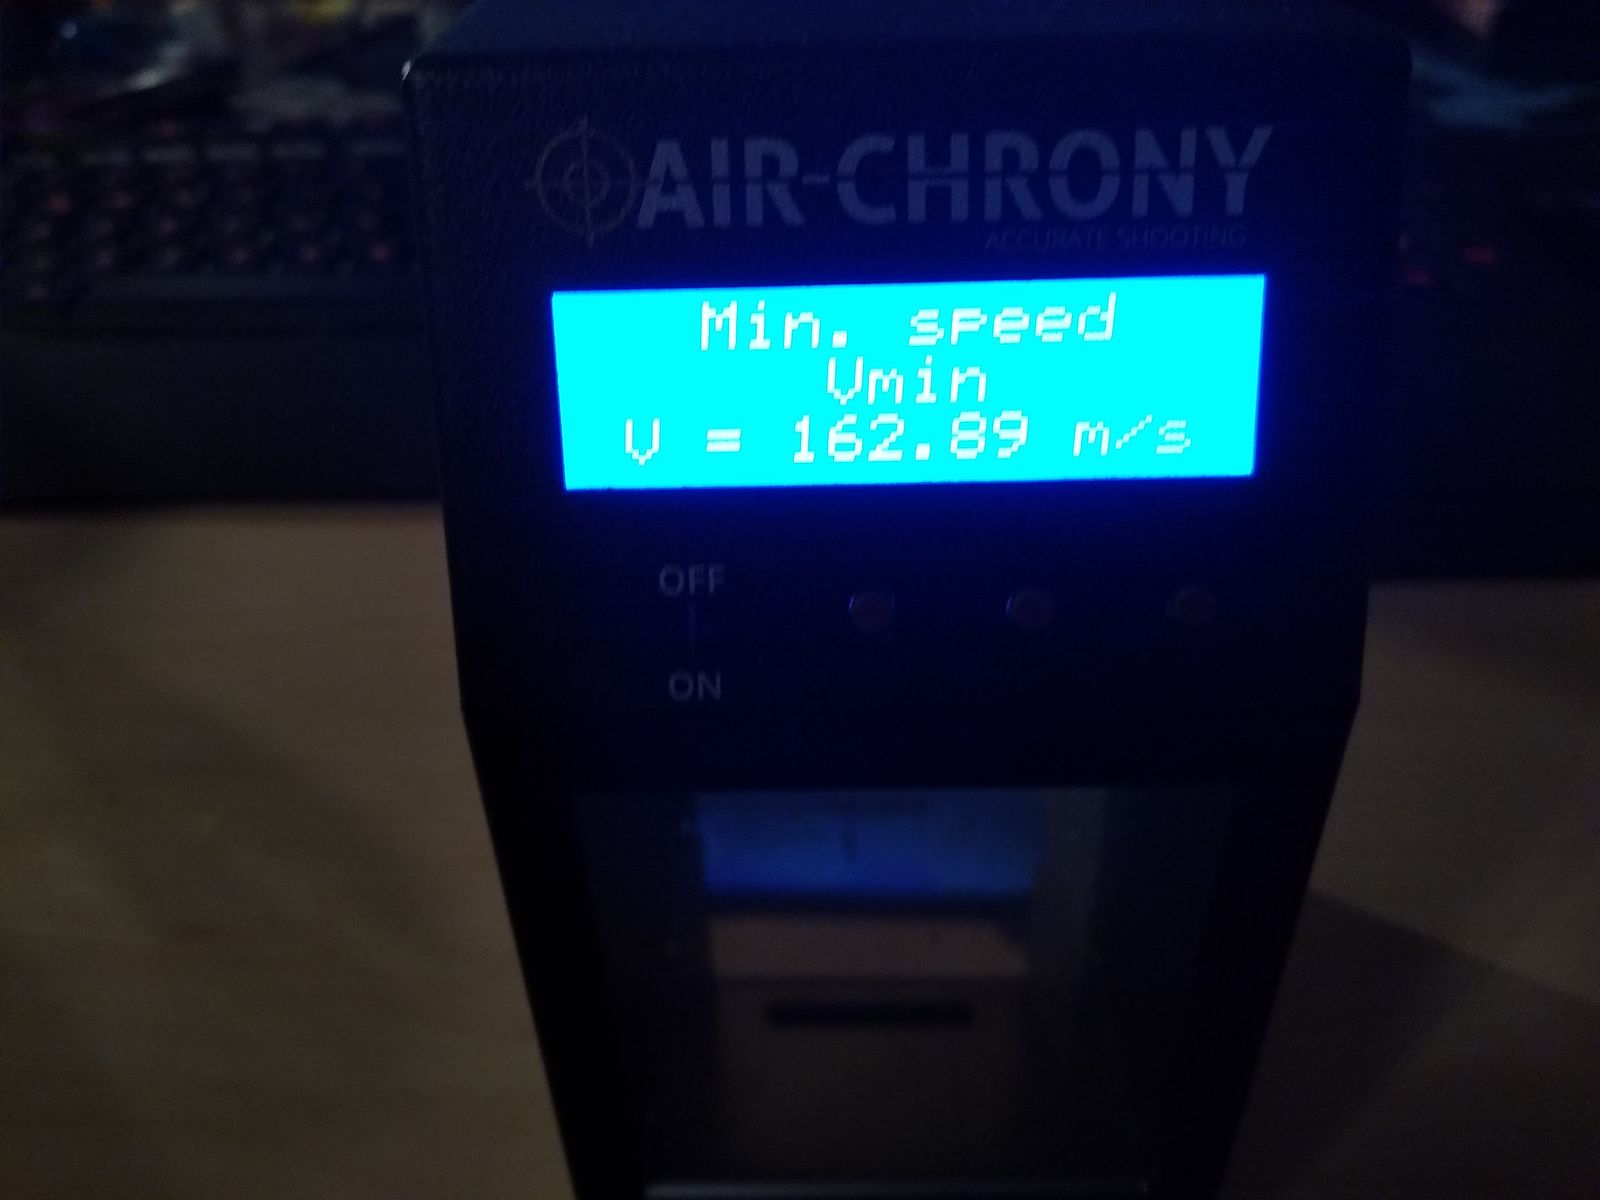 AIR-CHRONY
ACCURATE SHOOTING
Min. speed
Vmin
V = 162.89 m/s
OFF
ON